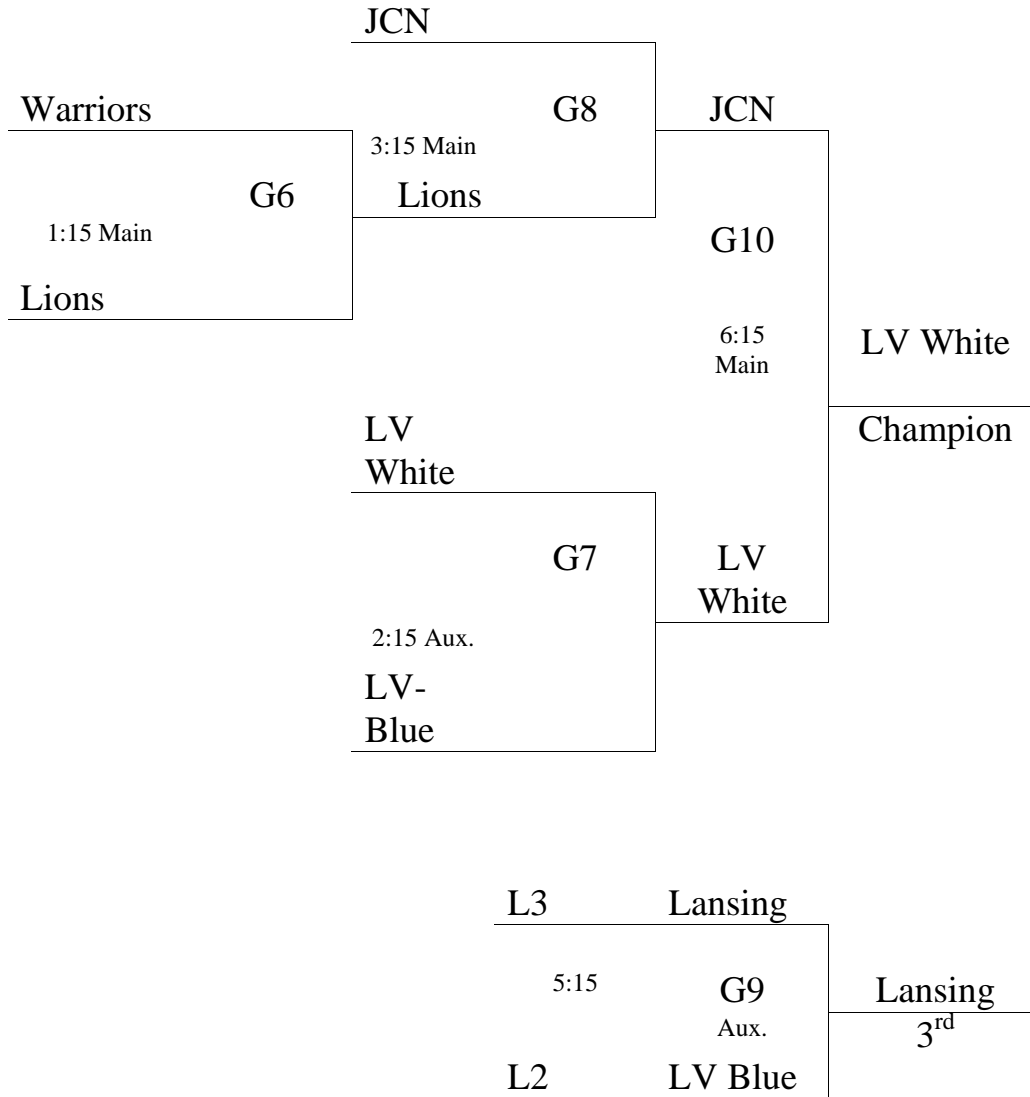 JCN
Warriors
G8
JCN
3:15 Main
G6
Lions
1:15 Main
G10
Lions
6:15
Main
LV White
LV
White
Champion
G7
LV
White
2:15 Aux.
LV-
Blue
L3 Lansing
5:15
G9
Aux.
Lansing
3rd
L2 LV Blue